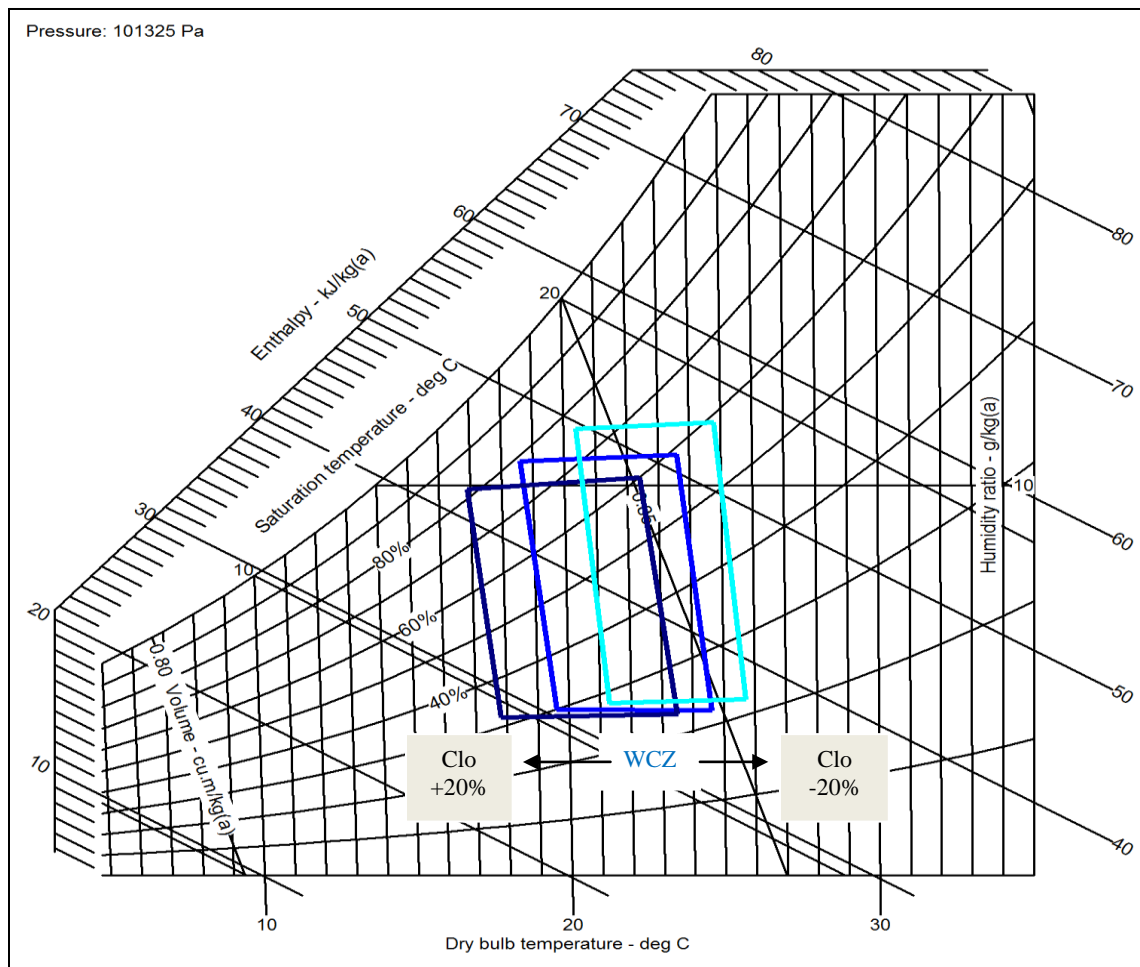 Pressure: 101325 Pa
80
70
60
50
40
30
20
10
Enthalpy - kJ/kg(a)
Saturation temperature - deg C
20
10
80%
60%
40%
0.80 Volume - cu.m/kg(a)
0.85
Humidity ratio - g/kg(a)
10
80
70
60
50
40
Clo
+20%
WCZ
Clo
-20%
10
20
30
Dry bulb temperature - deg C